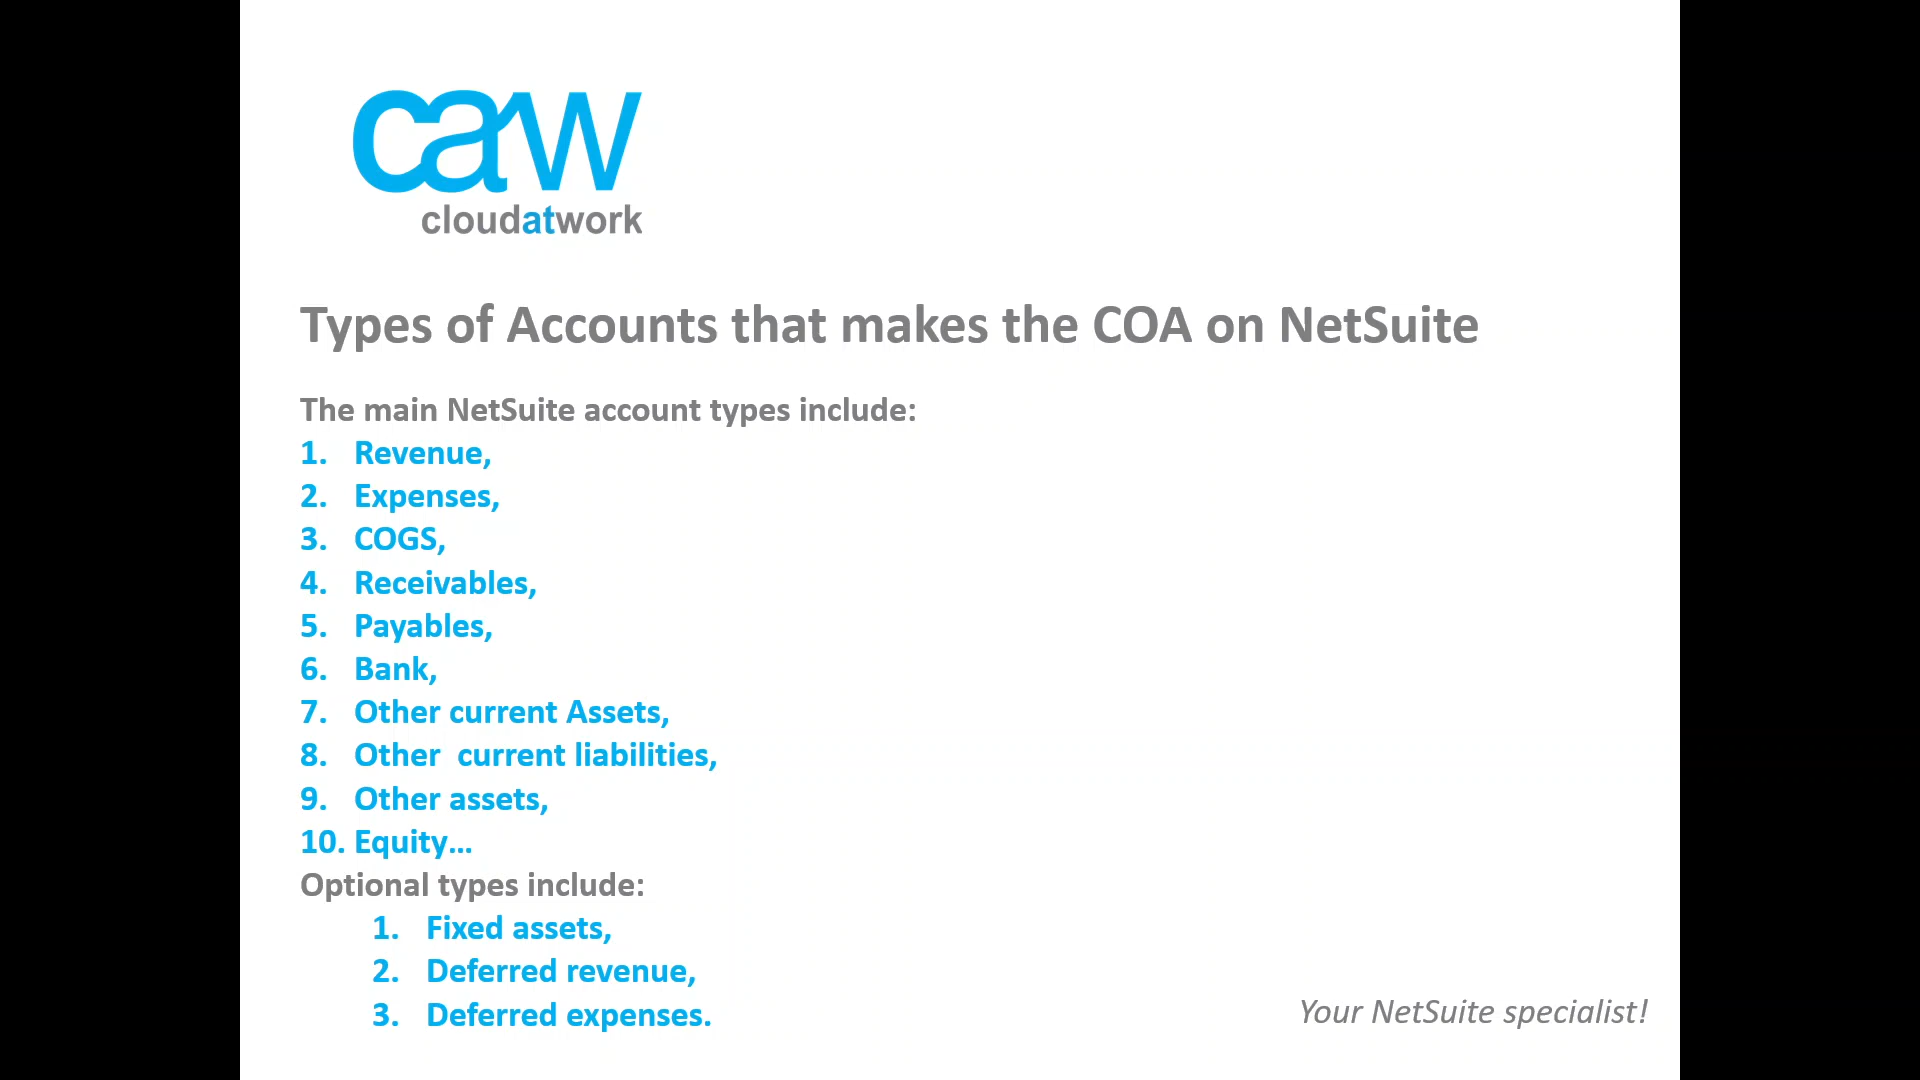 caw
cloudatwork
Types of Accounts that makes the COA on NetSuite
The main NetSuite account types include:
1. Revenue,
2. Expenses,
3. COGS,
4. Receivables,
5. Payables,
6. Bank,
7. Other current Assets,
8. Other  current liabilities,
9. Other assets,
10. Equity...
Optional types include:
1. Fixed assets,
2. Deferred revenue,
3. Deferred expenses.
Your NetSuite specialist!